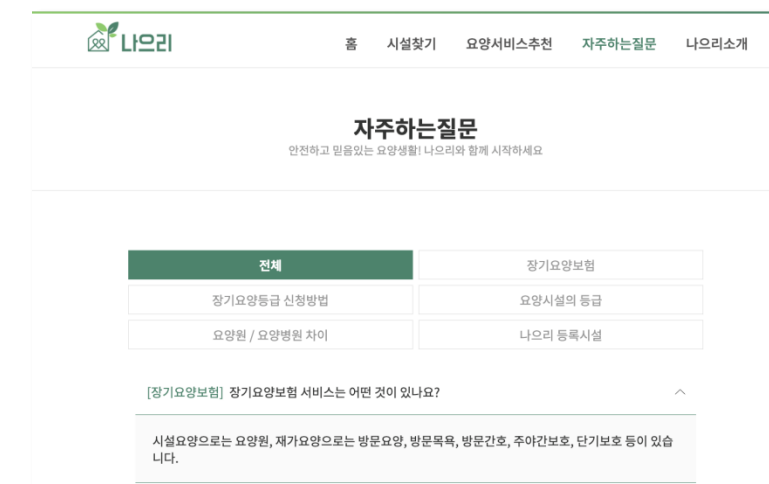 나으리
홈 시설찾기 요양서비스추천 자주하는질문 나으리소개
자주하는질문
안전하고 믿음있는 요양생활! 나으리와 함께 시작하세요
전체 장기요양보험
장기요양등급 신청방법 요양시설의 등급
요양원 / 요양병원 차이 나으리 등록시설
[장기요양보험] 장기요양보험 서비스는 어떤 것이 있나요?
시설요양으로는 요양원, 재가요양으로는 방문요양, 방문목욕, 방문간호, 주야간보호, 단기보호 등이 있습
니다.